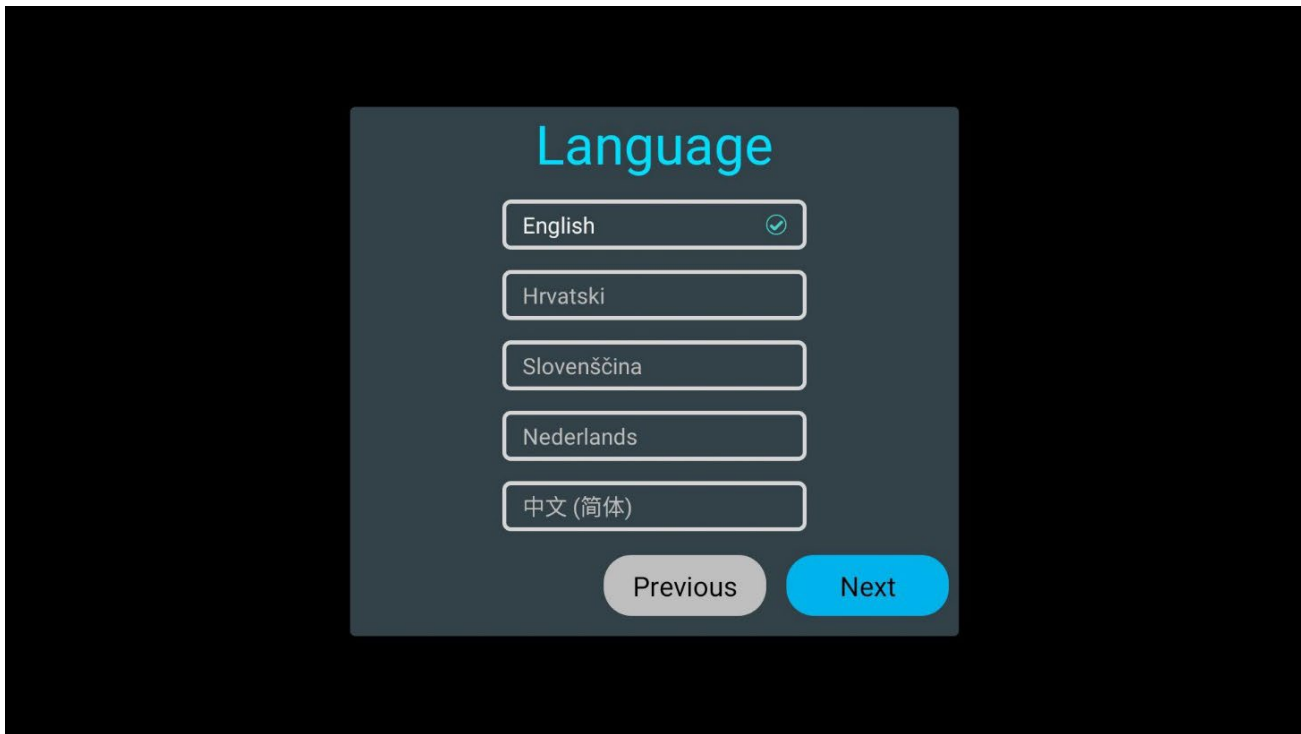 Language
English
Hrvatski
Slovenščina
Nederlands
中文 (简体)
Previous Next